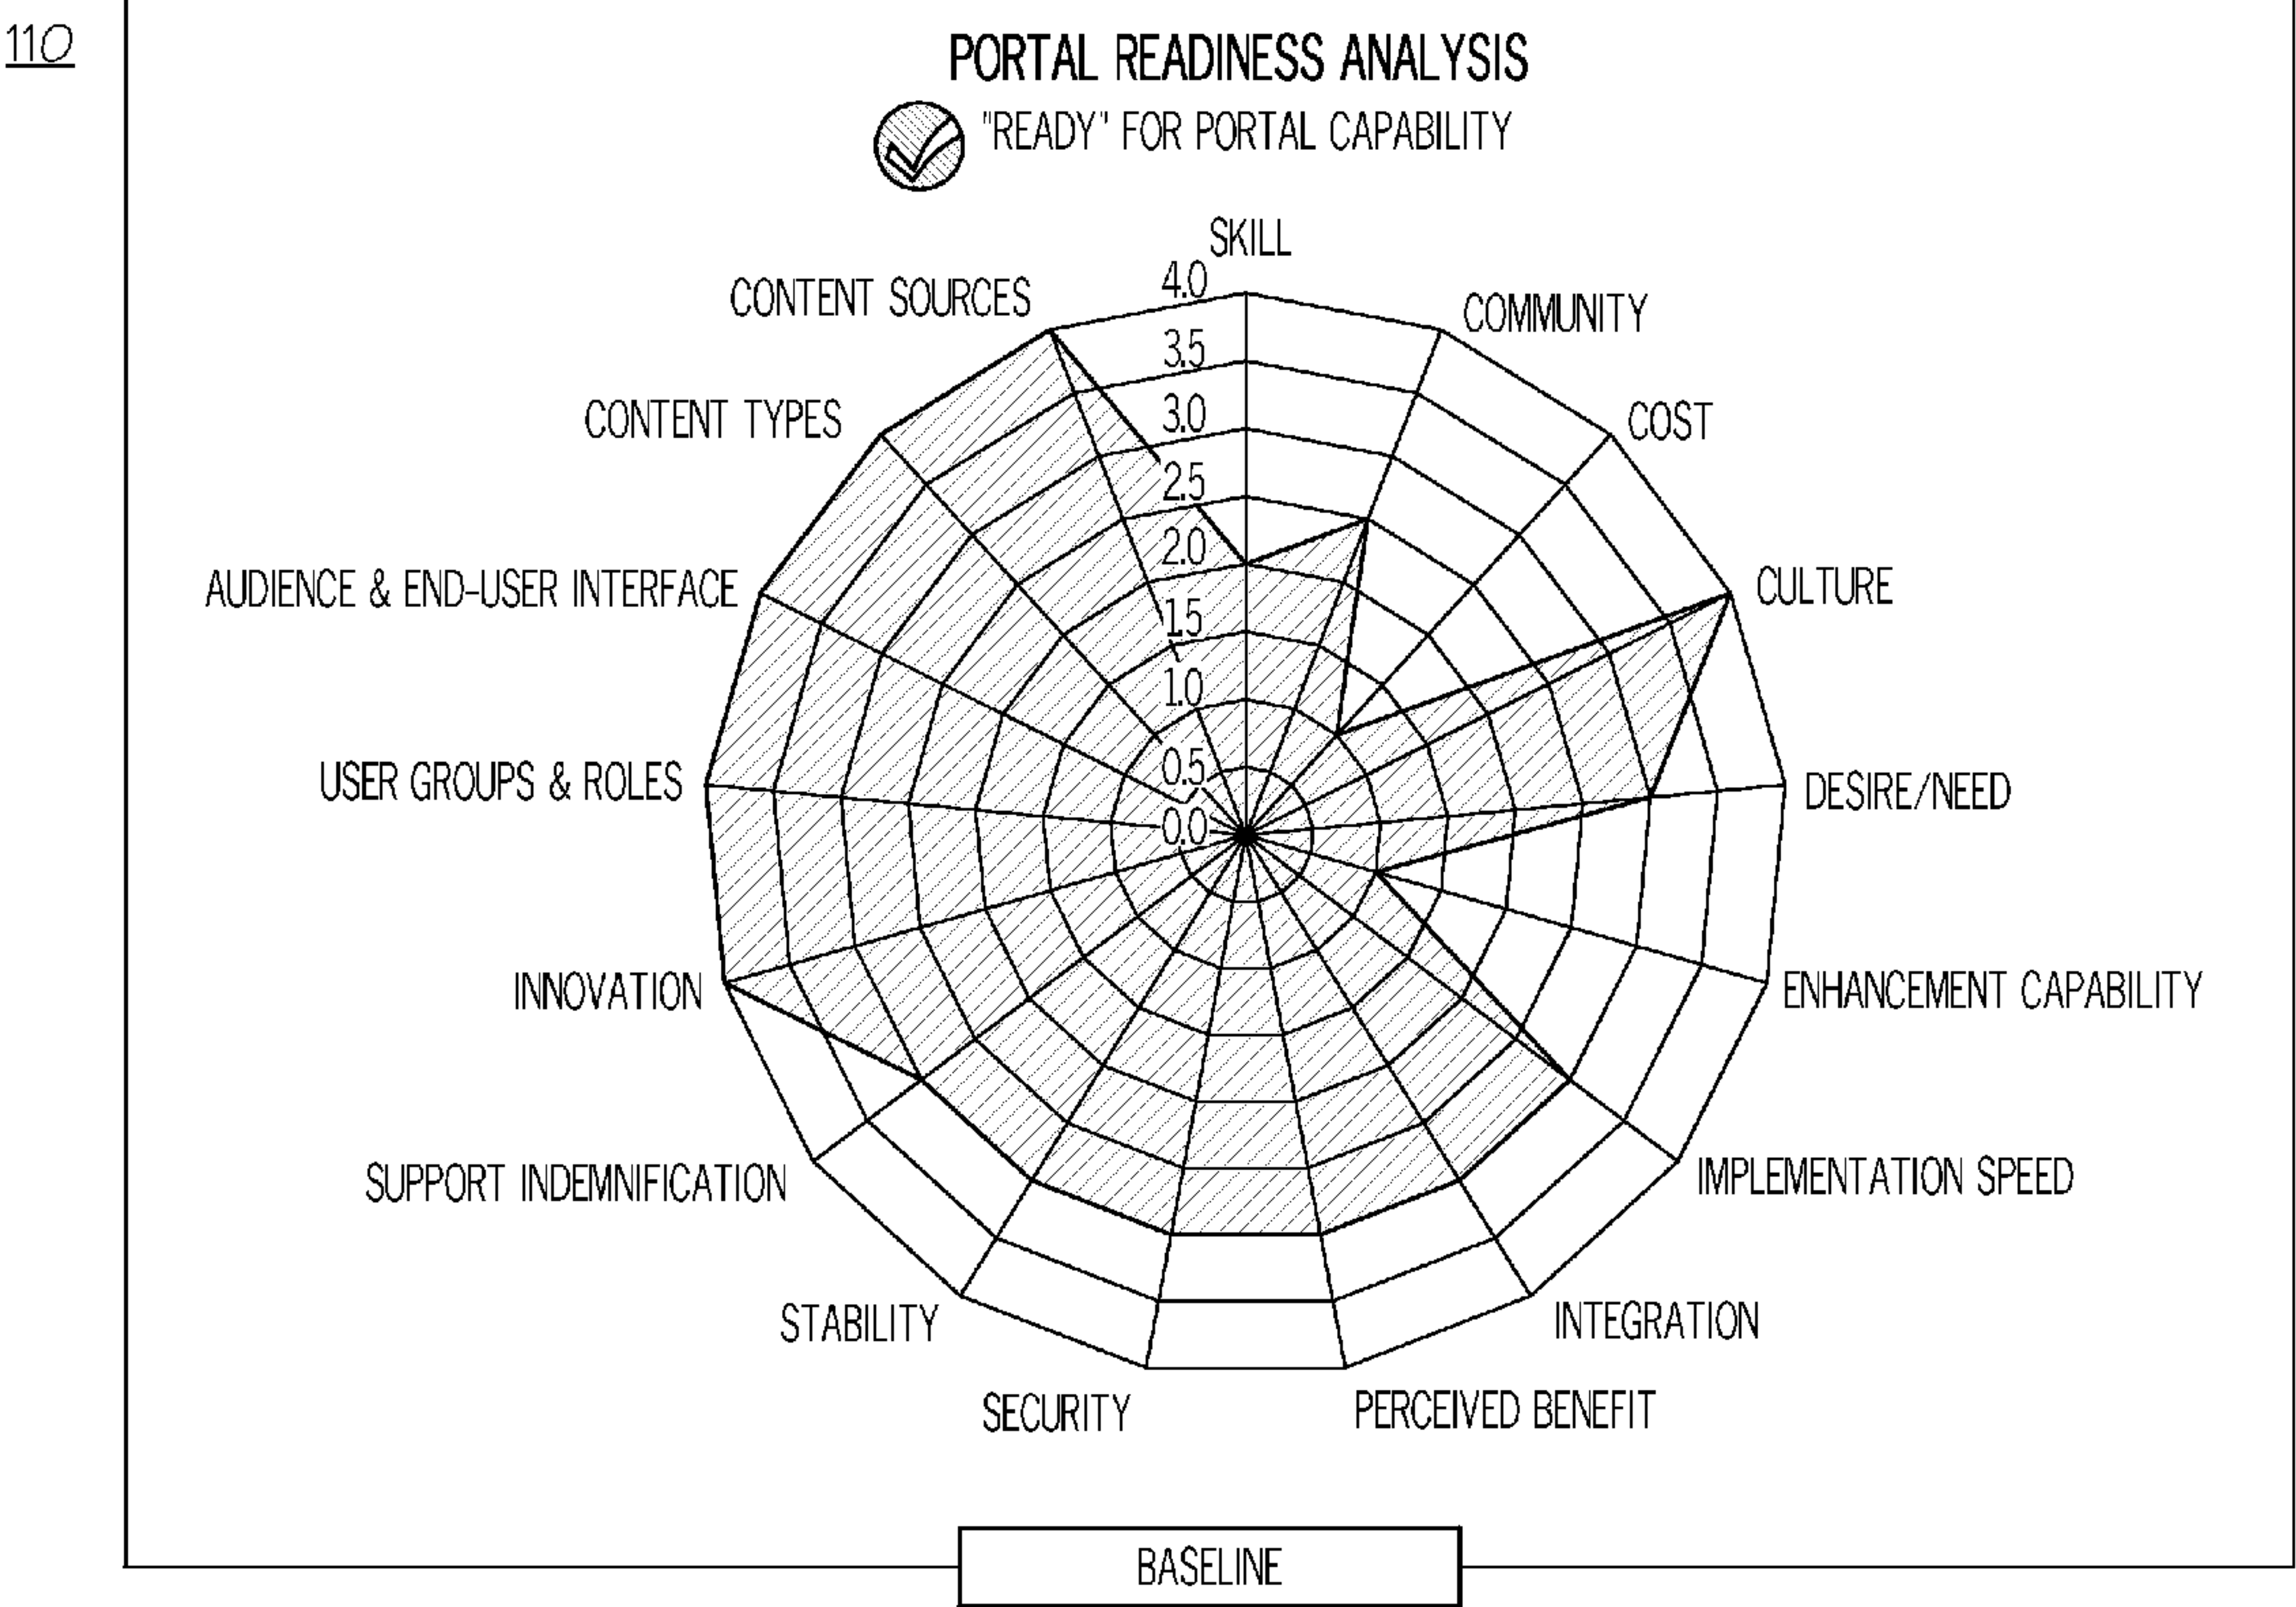 110
PORTAL READINESS ANALYSIS
"READY" FOR PORTAL CAPABILITY
SKILL
COMMUNITY
COST
CULTURE
DESIRE/NEED
ENHANCEMENT CAPABILITY
IMPLEMENTATION SPEED
INTEGRATION
PERCEIVED BENEFIT
SECURITY
STABILITY
SUPPORT INDEMNIFICATION
INNOVATION
USER GROUPS & ROLES
AUDIENCE & END-USER INTERFACE
CONTENT TYPES
CONTENT SOURCES
4.0
3.5
3.0
2.5
2.0
1.5
1.0
0.5
0.0
BASELINE